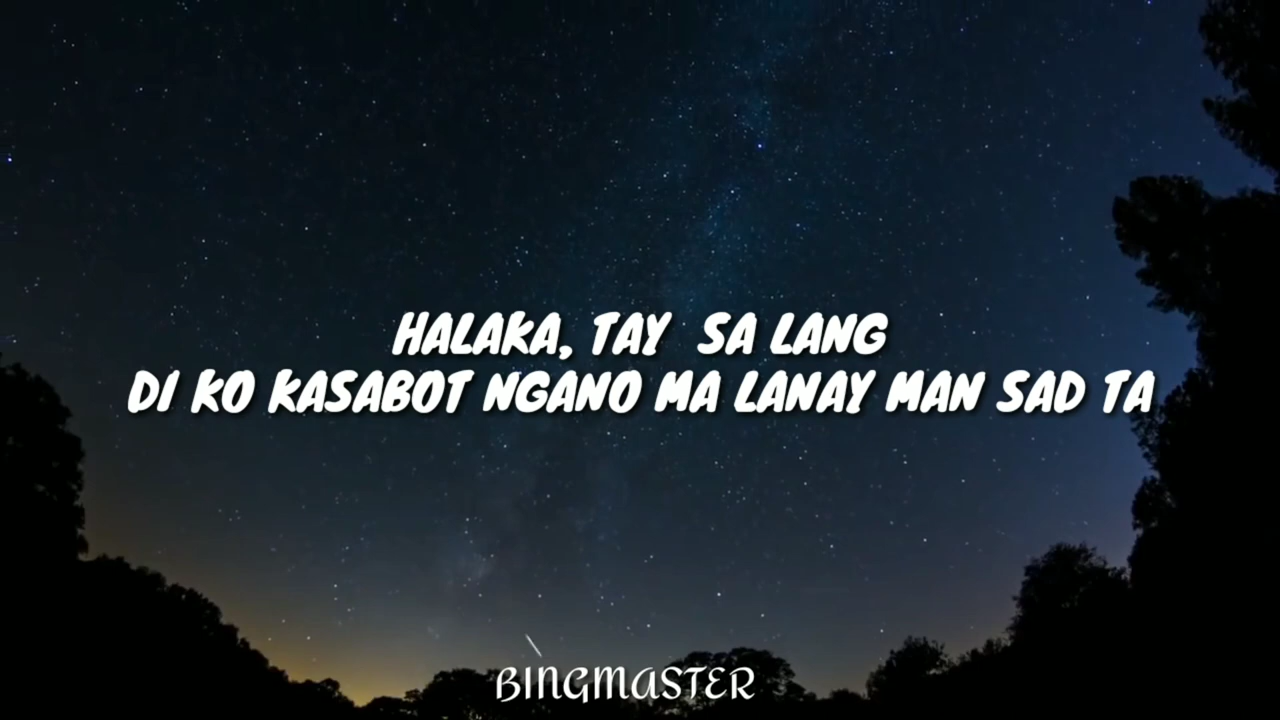 HALAKA, TAY  SA LANG
DI KO KASABOT NGANO MA LANAY MAN SAD TA
BINGMASTER